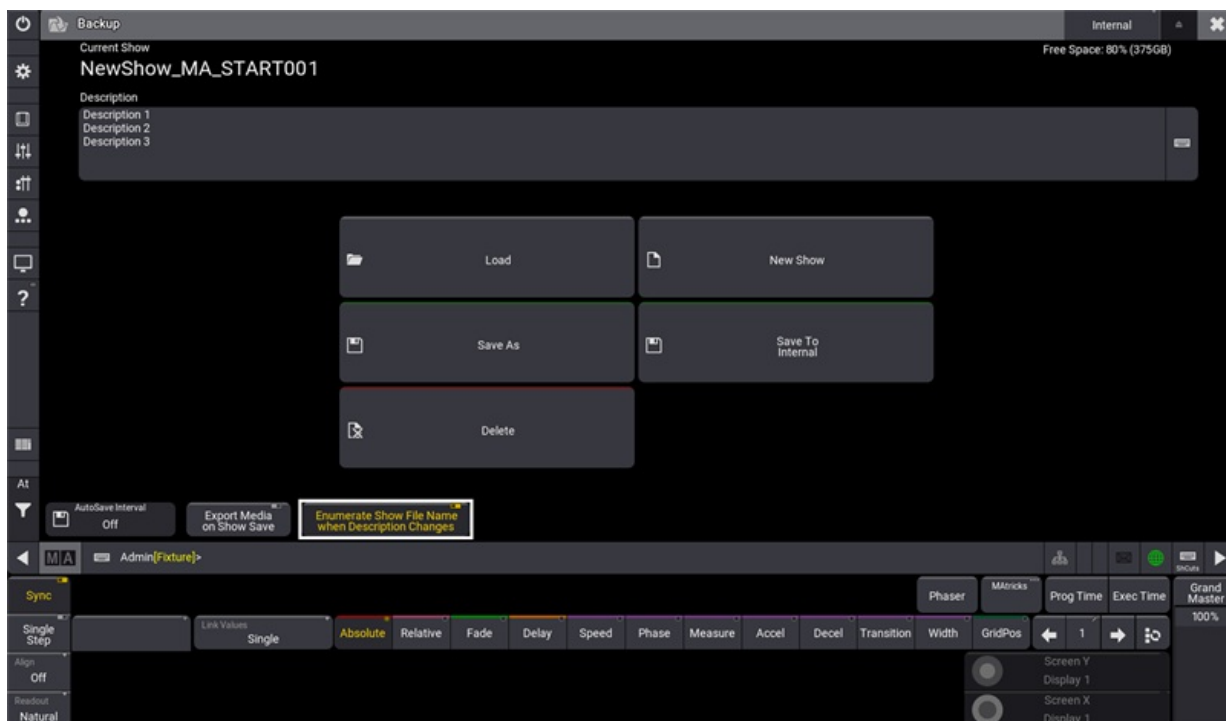 Backup
Internal
Current Show
Free Space: 80% (375GB)
NewShow_MA_START001
Description
Description 1
Description 2
Description 3
Load
New Show
Save As
Save To
Internal
Delete
At
AutoSave Interval
Off
Export Media
on Show Save
Enumerate Show File Name
when Description Changes
MA
Admin[Fixture]>
ShCuts
Sync
Phaser
MAtricks
Prog Time
Exec Time
Grand
Master
100%
Single
Step
Link Values
Single
Absolute
Relative
Fade
Delay
Speed
Phase
Measure
Accel
Decel
Transition
Width
GridPos
1
Align
Off
Screen Y
Display 1
Readout
Natural
Screen X
Display 1